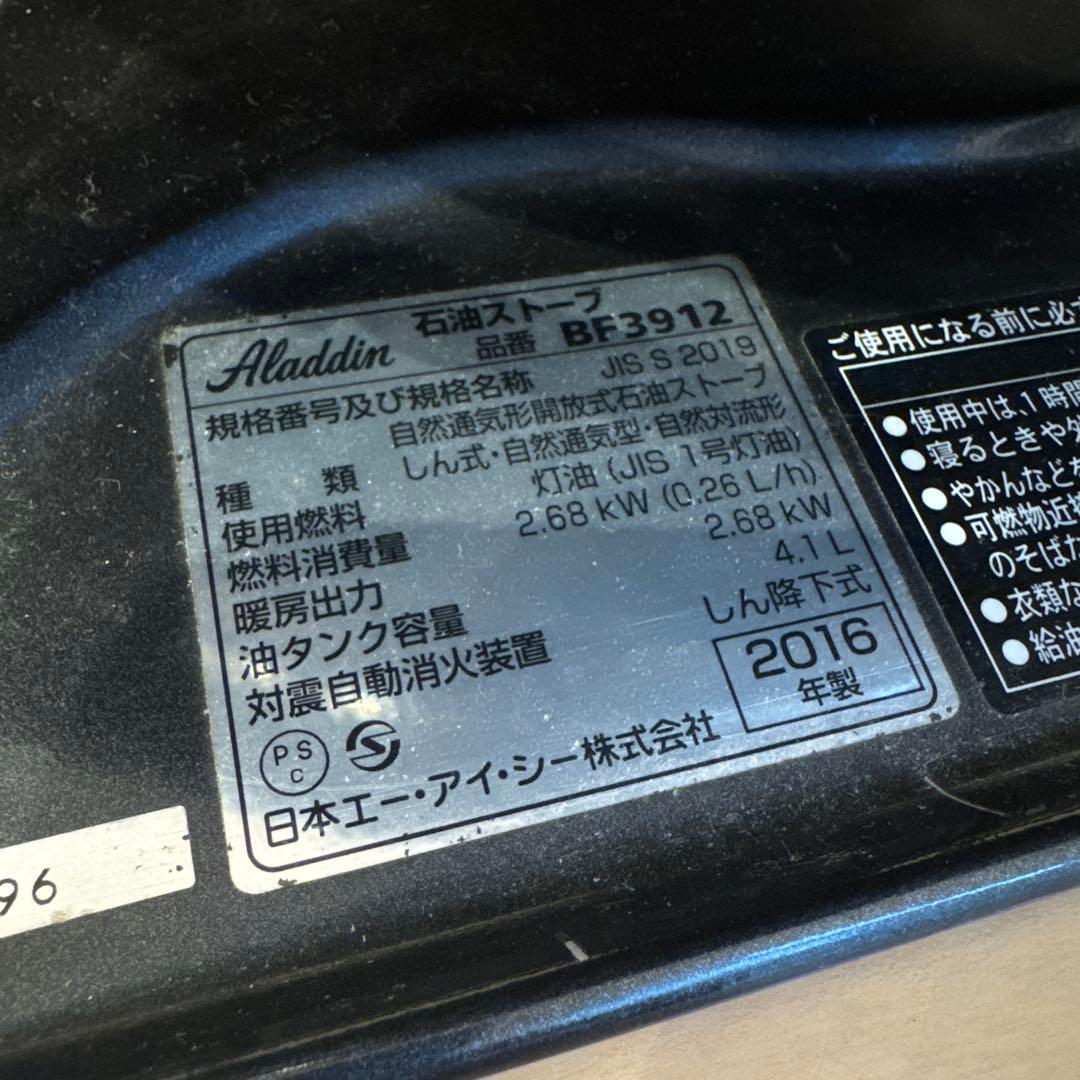 Aladdin 石油ストーブ
品番 BF3912
規格番号及び規格名称 JIS S 2019
自然通気形開放式石油ストーブ
種類 しん式・自然通気型・自然対流形
使用燃料 灯油(JIS 1号灯油)
燃料消費量 2.68 kW (0.26 L/h)
暖房出力 2.68 kW
油タンク容量 4.1 L
対震自動消火装置 しん降下式
2016
年製
PS
C
日本エー・アイ・シー株式会社
96
ご使用になる前に必ず
●使用中は、1時間
●寝るときや外
●やかんなどを
●可燃物近接
のそばた
●衣類な
●給油